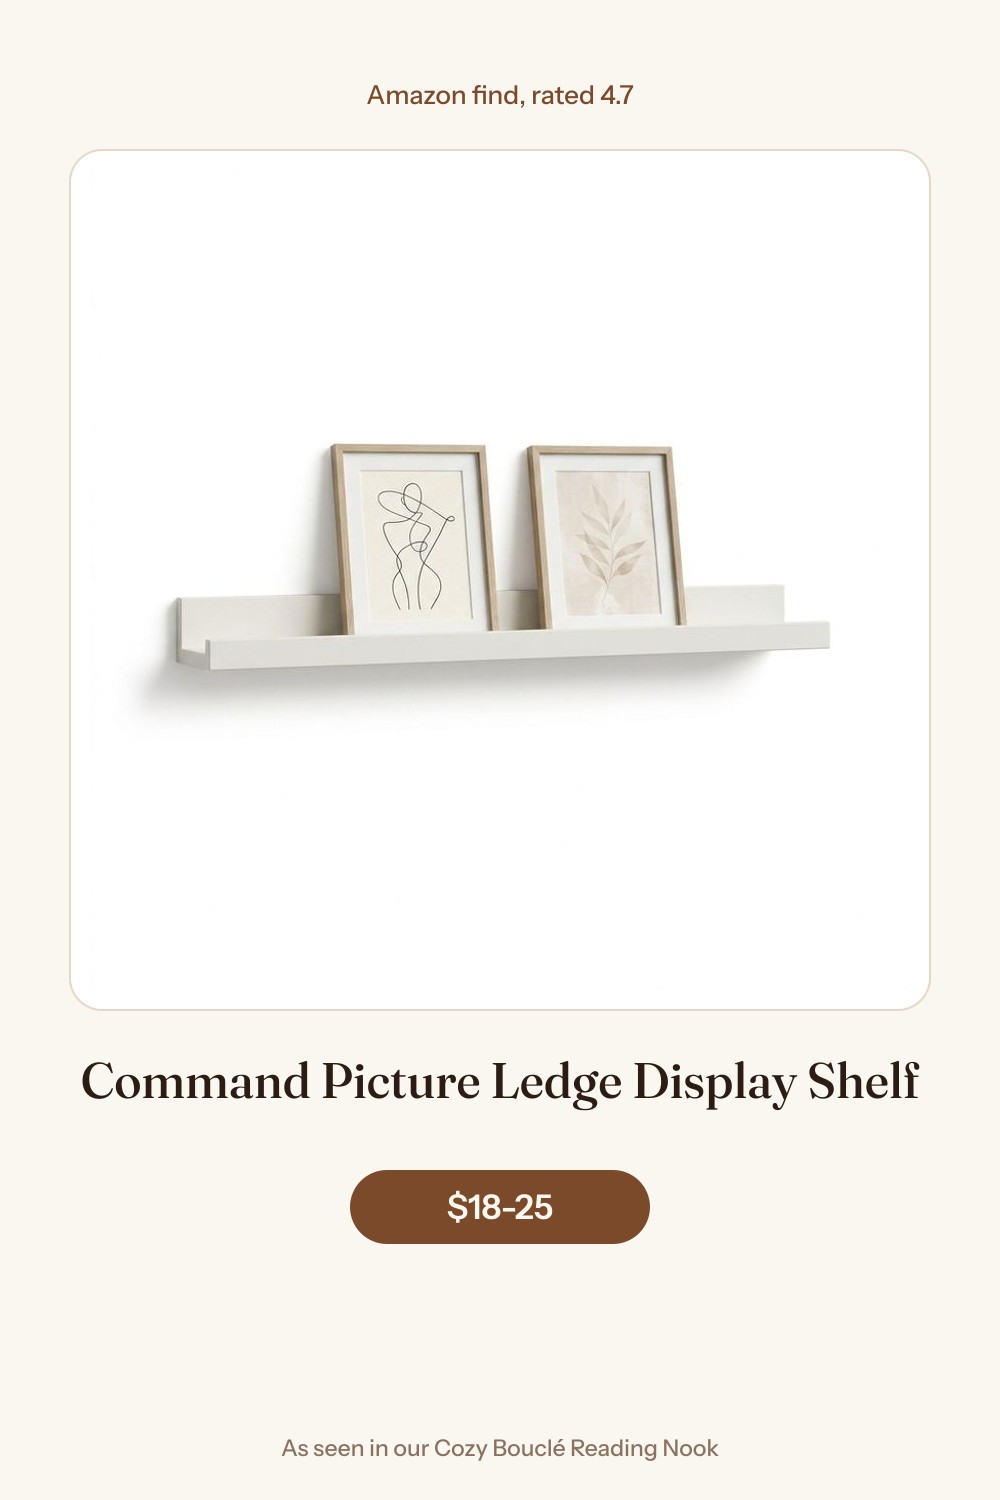 Amazon find, rated 4.7
Command Picture Ledge Display Shelf
$18-25
As seen in our Cozy Bouclé Reading Nook